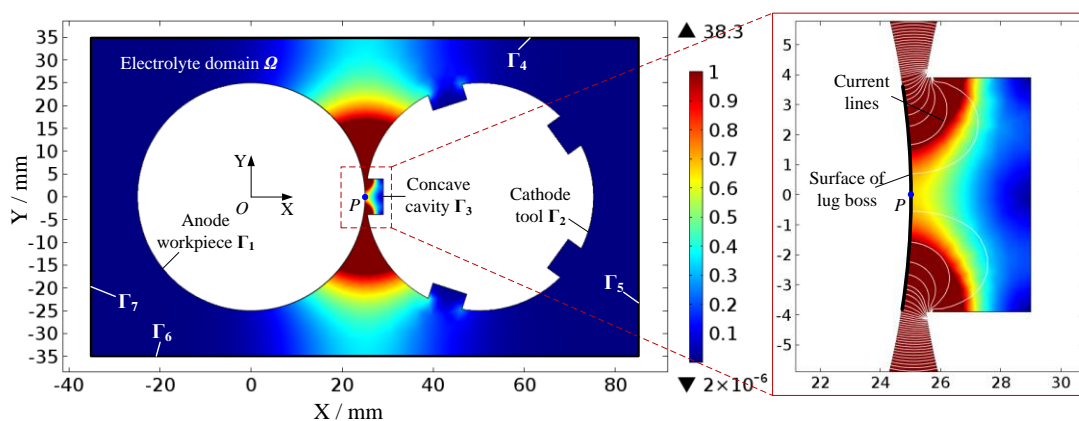 35
30
25
20
15
10
5
0
-5
-10
-15
-20
-25
-30
-35
Y / mm
-40
-20
0
20
40
60
80
X / mm
Electrolyte domain Ω
Γ4
Y
O
X
P
Anode
workpiece Γ1
Concave
cavity Γ3
Cathode
tool Γ2
Γ5
Γ7
Γ6
▲ 38.3
1
0.9
0.8
0.7
0.6
0.5
0.4
0.3
0.2
0.1
▼ 2×10-6
5
4
3
2
1
0
-1
-2
-3
-4
-5
22
24
26
28
30
Current
lines
Surface of
lug boss
P